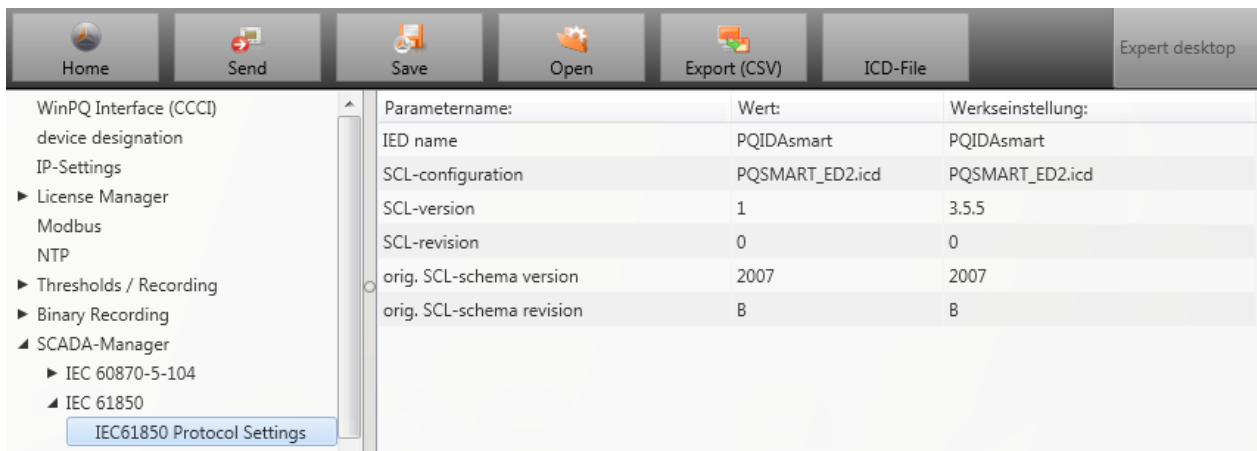 Home Send Save Open Export (CSV) ICD-File Expert desktop
WinPQ Interface (CCCI)
device designation
IP-Settings
License Manager
Modbus
NTP
Thresholds / Recording
Binary Recording
SCADA-Manager
IEC 60870-5-104
IEC 61850
IEC61850 Protocol Settings
Parametername: Wert: Werkseinstellung:
IED name PQIDAsmart PQIDAsmart
SCL-configuration PQSMART_ED2.icd PQSMART_ED2.icd
SCL-version 1 3.5.5
SCL-revision 0 0
orig. SCL-schema version 2007 2007
orig. SCL-schema revision B B